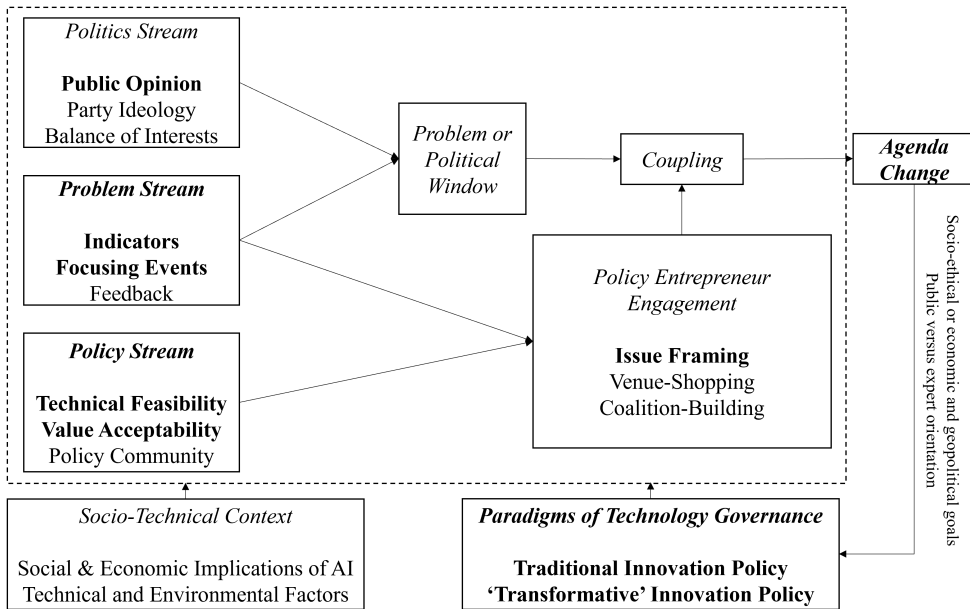 Politics Stream
Public Opinion
Party Ideology
Balance of Interests
Problem Stream
Indicators
Focusing Events
Feedback
Policy Stream
Technical Feasibility
Value Acceptability
Policy Community
Problem or
Political
Window
Coupling
Agenda
Change
Policy Entrepreneur
Engagement
Issue Framing
Venue-Shopping
Coalition-Building
Socio-ethical or economic and geopolitical goals
Public versus expert orientation
Socio-Technical Context
Social & Economic Implications of AI
Technical and Environmental Factors
Paradigms of Technology Governance
Traditional Innovation Policy
‘Transformative’ Innovation Policy